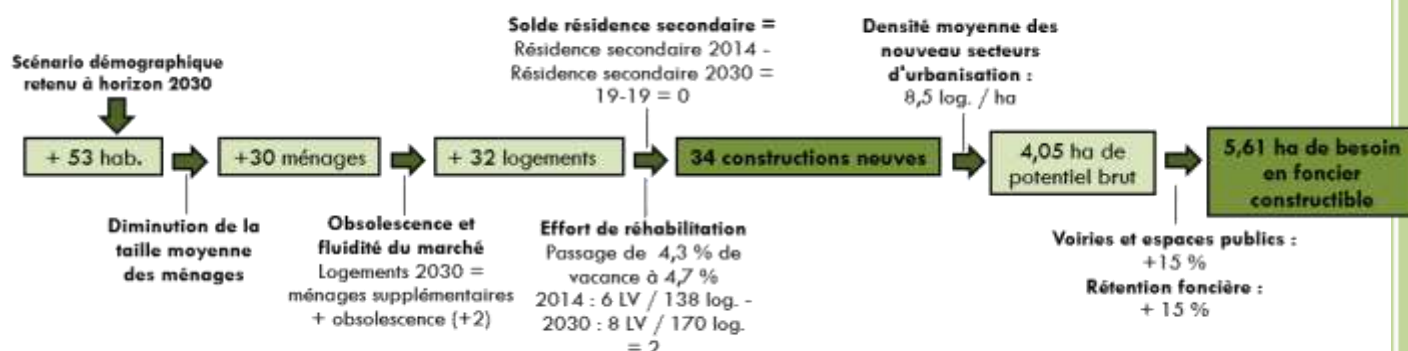 Scénario démographique
retenu à horizon 2030
+ 53 hab.
Diminution de la
taille moyenne
des ménages
+30 ménages
Obsolescence et
fluidité du marché
Logements 2030 =
ménages supplémentaires
+ obsolescence (+2)
+ 32 logements
Solde résidence secondaire =
Résidence secondaire 2014 -
Résidence secondaire 2030 =
19-19 = 0
Effort de réhabilitation
Passage de 4,3 % de
vacance à 4,7 %
2014 : 6 LV / 138 log. -
2030 : 8 LV / 170 log.
= 2
34 constructions neuves
Densité moyenne des
nouveau secteurs
d'urbanisation :
8,5 log. / ha
4,05 ha de
potentiel brut
Voiries et espaces publics :
+15 %
Rétention foncière :
+ 15 %
5,61 ha de besoin
en foncier
constructible